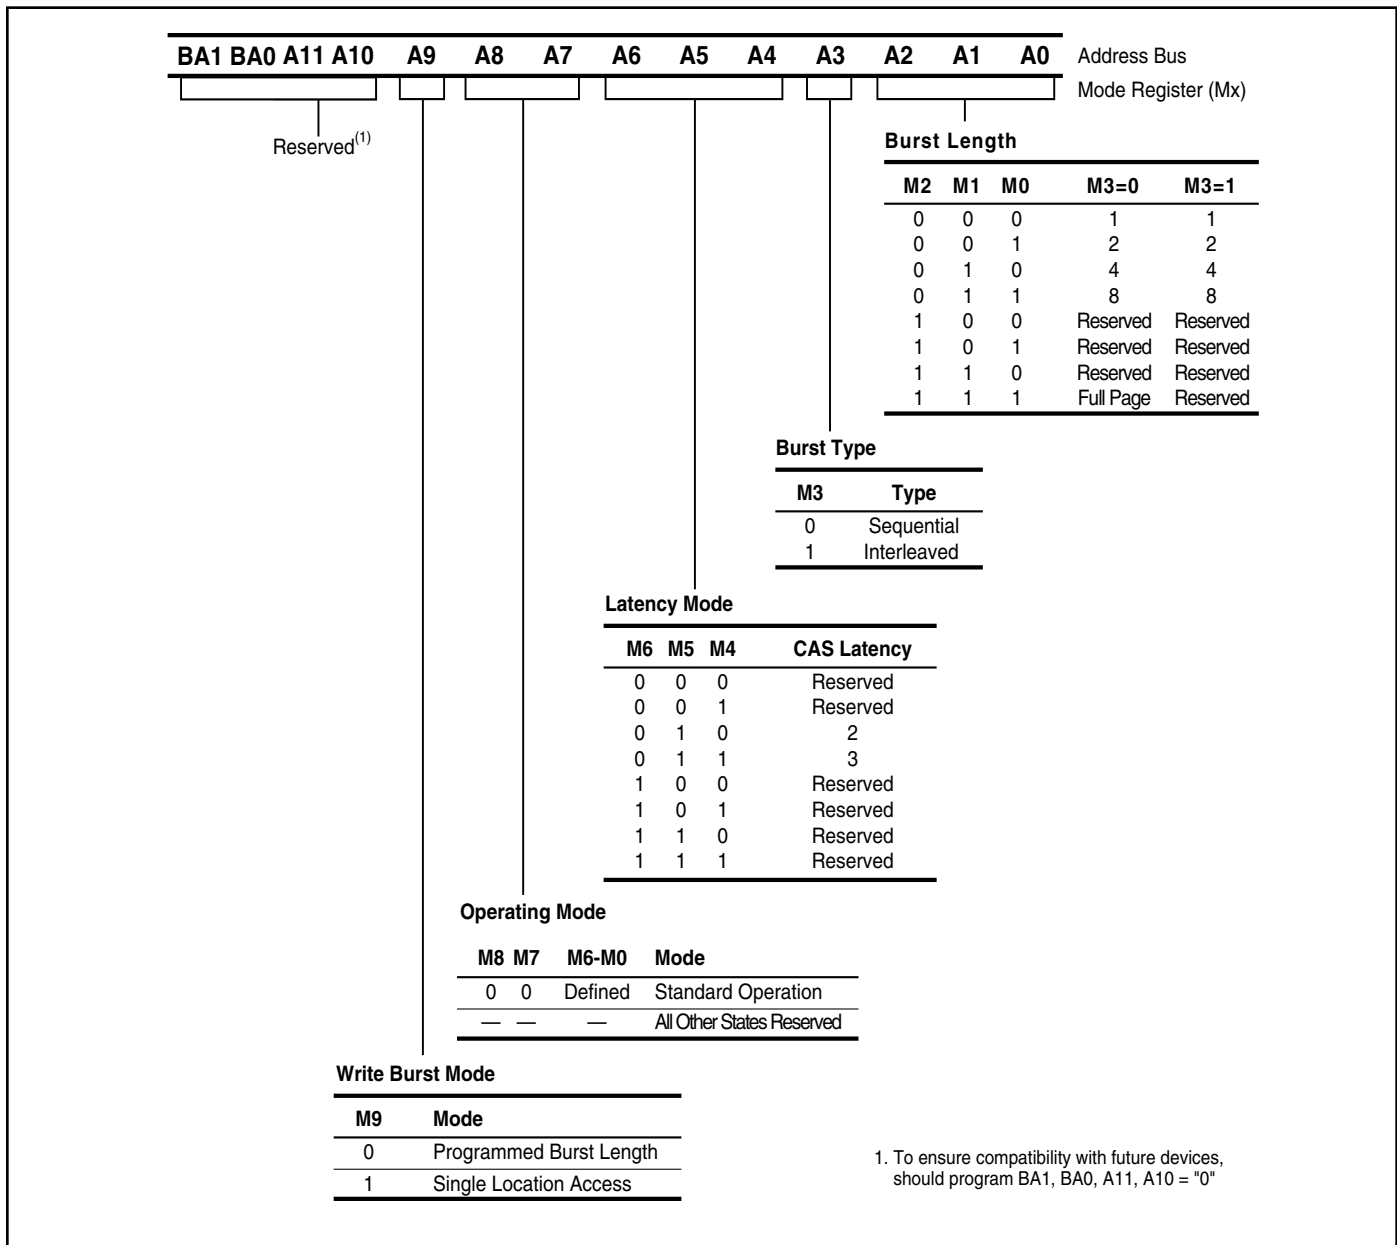 BA1 BA0 A11 A10 A9 A8 A7 A6 A5 A4 A3 A2 A1 A0 Address Bus
Mode Register (Mx)
Reserved(1)
Burst Length
M2 M1 M0 M3=0 M3=1
0 0 0 1 1
0 0 1 2 2
0 1 0 4 4
0 1 1 8 8
1 0 0 Reserved Reserved
1 0 1 Reserved Reserved
1 1 0 Reserved Reserved
1 1 1 Full Page Reserved
Burst Type
M3 Type
0 Sequential
1 Interleaved
Latency Mode
M6 M5 M4 CAS Latency
0 0 0 Reserved
0 0 1 Reserved
0 1 0 2
0 1 1 3
1 0 0 Reserved
1 0 1 Reserved
1 1 0 Reserved
1 1 1 Reserved
Operating Mode
M8 M7 M6-M0 Mode
0 0 Defined Standard Operation
— — — All Other States Reserved
Write Burst Mode
M9 Mode
0 Programmed Burst Length
1 Single Location Access
1. To ensure compatibility with future devices,
should program BA1, BA0, A11, A10 = "0"